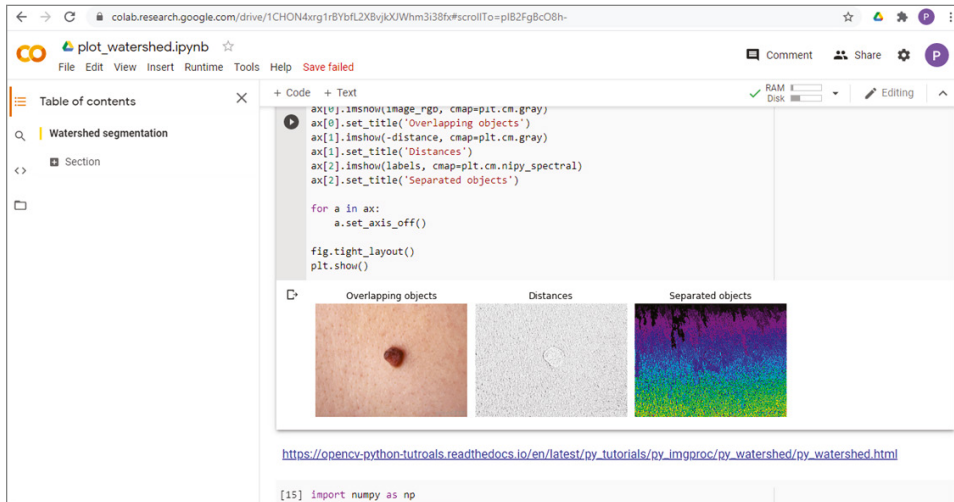 colab.research.google.com/drive/1CHON4xrg1rBYbfL2XBvjkXJWhm3i38fx#scrollTo=pIB2FgBcO8h-
P
CO
plot_watershed.ipynb
File Edit View Insert Runtime Tools Help Save failed
Comment
Share
P
Table of contents
Watershed segmentation
Section
+ Code + Text
RAM
Disk
Editing
ax[0].imshow(image_rgb, cmap=plt.cm.gray)
ax[0].set_title('Overlapping objects')
ax[1].imshow(-distance, cmap=plt.cm.gray)
ax[1].set_title('Distances')
ax[2].imshow(labels, cmap=plt.cm.nipy_spectral)
ax[2].set_title('Separated objects')
for a in ax:
    a.set_axis_off()
fig.tight_layout()
plt.show()
Overlapping objects
Distances
Separated objects
https://opencv-python-tutroals.readthedocs.io/en/latest/py_tutorials/py_imgproc/py_watershed/py_watershed.html
[15] import numpy as np